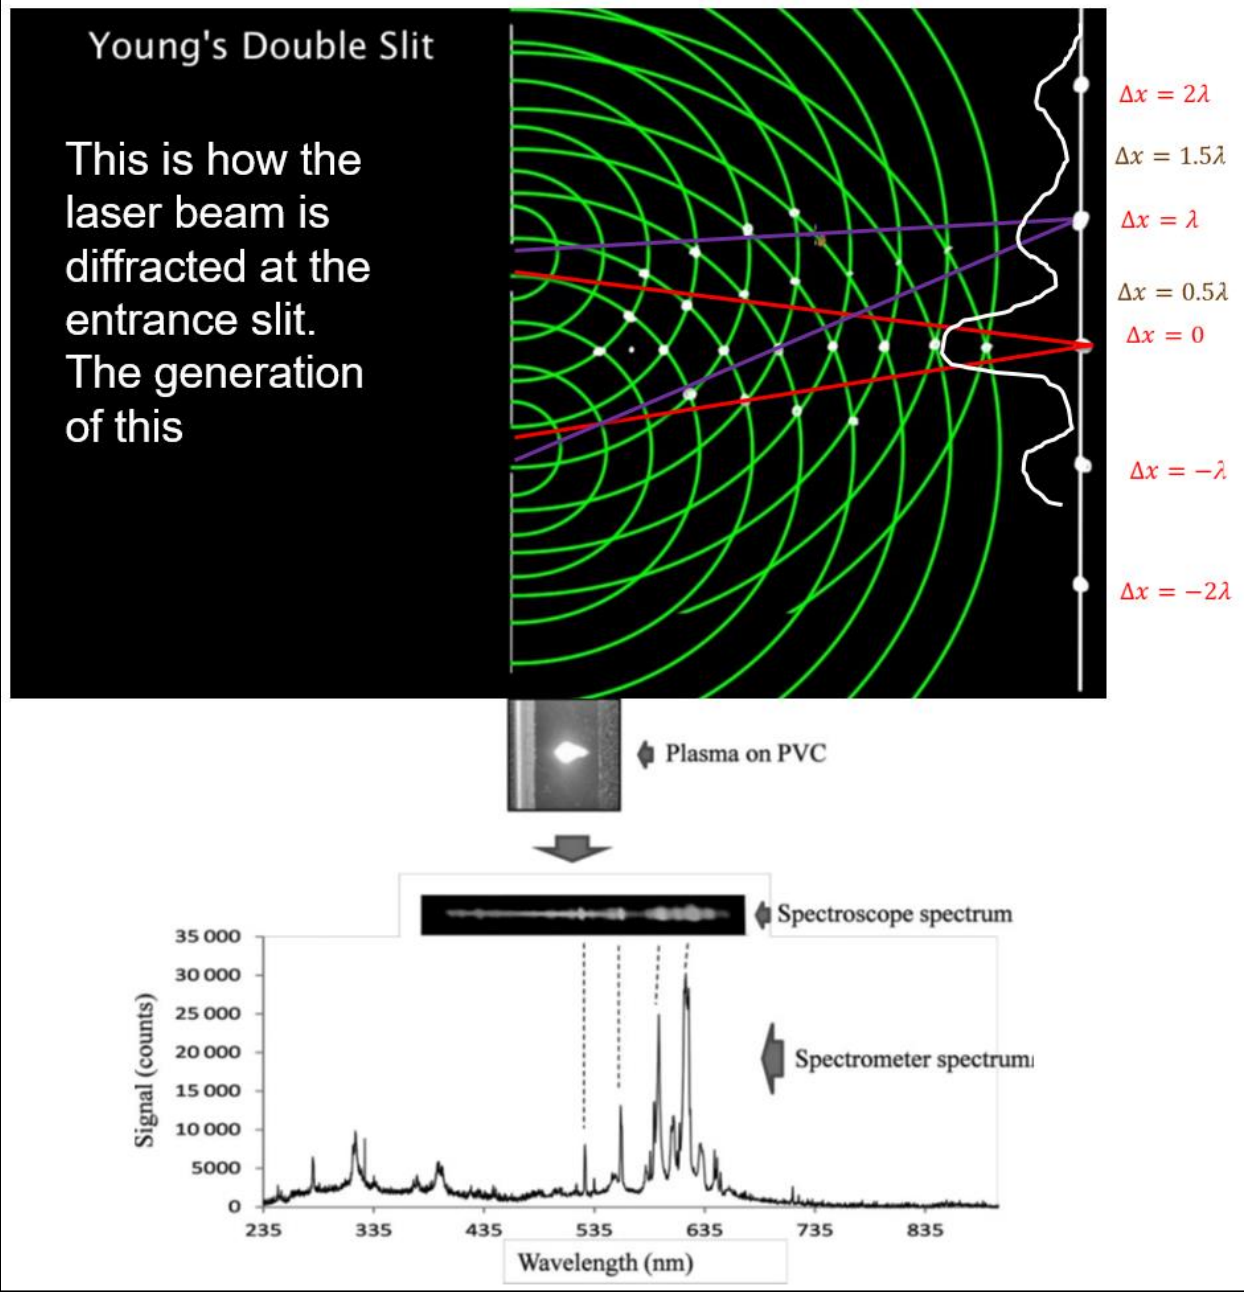 Young's Double Slit
This is how the
laser beam is
diffracted at the
entrance slit.
The generation
of this
Δx = 2λ
Δx = 1.5λ
Δx = λ
Δx = 0.5λ
Δx = 0
Δx = −λ
Δx = −2λ
Plasma on PVC
Spectroscope spectrum
35 000
30 000
25 000
20 000
15 000
10 000
5000
0
Signal (counts)
Spectrometer spectrum
235 335 435 535 635 735 835
Wavelength (nm)